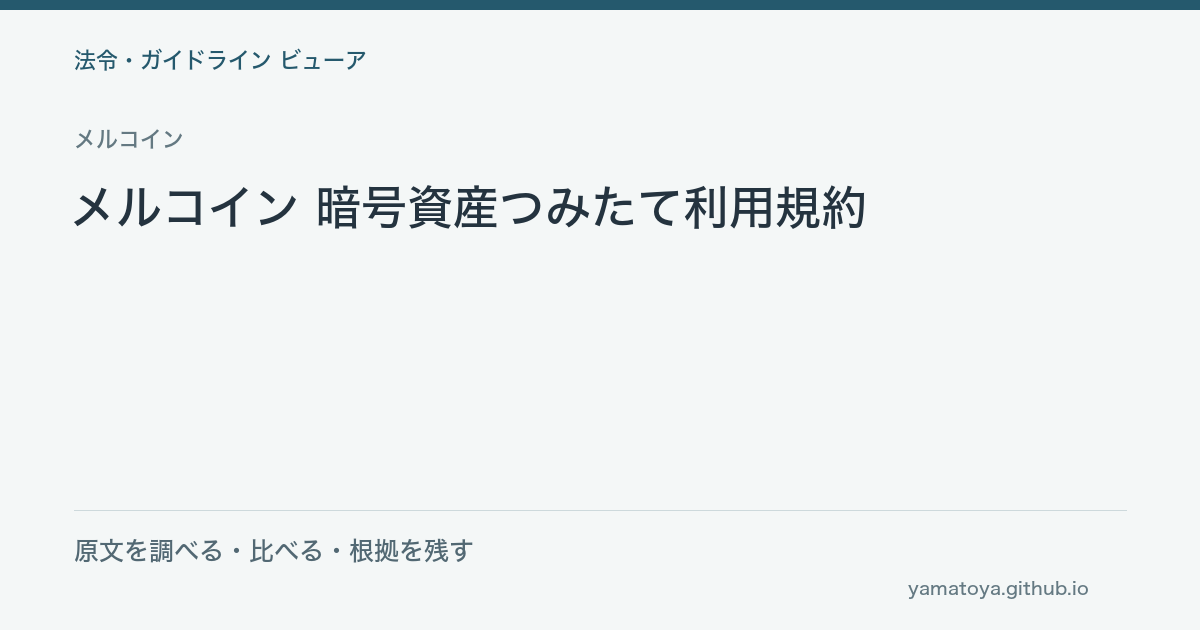 法令・ガイドライン ビューア
メルコイン
メルコイン 暗号資産つみたて利用規約
原文を調べる・比べる・根拠を残す
yamatoya.github.io